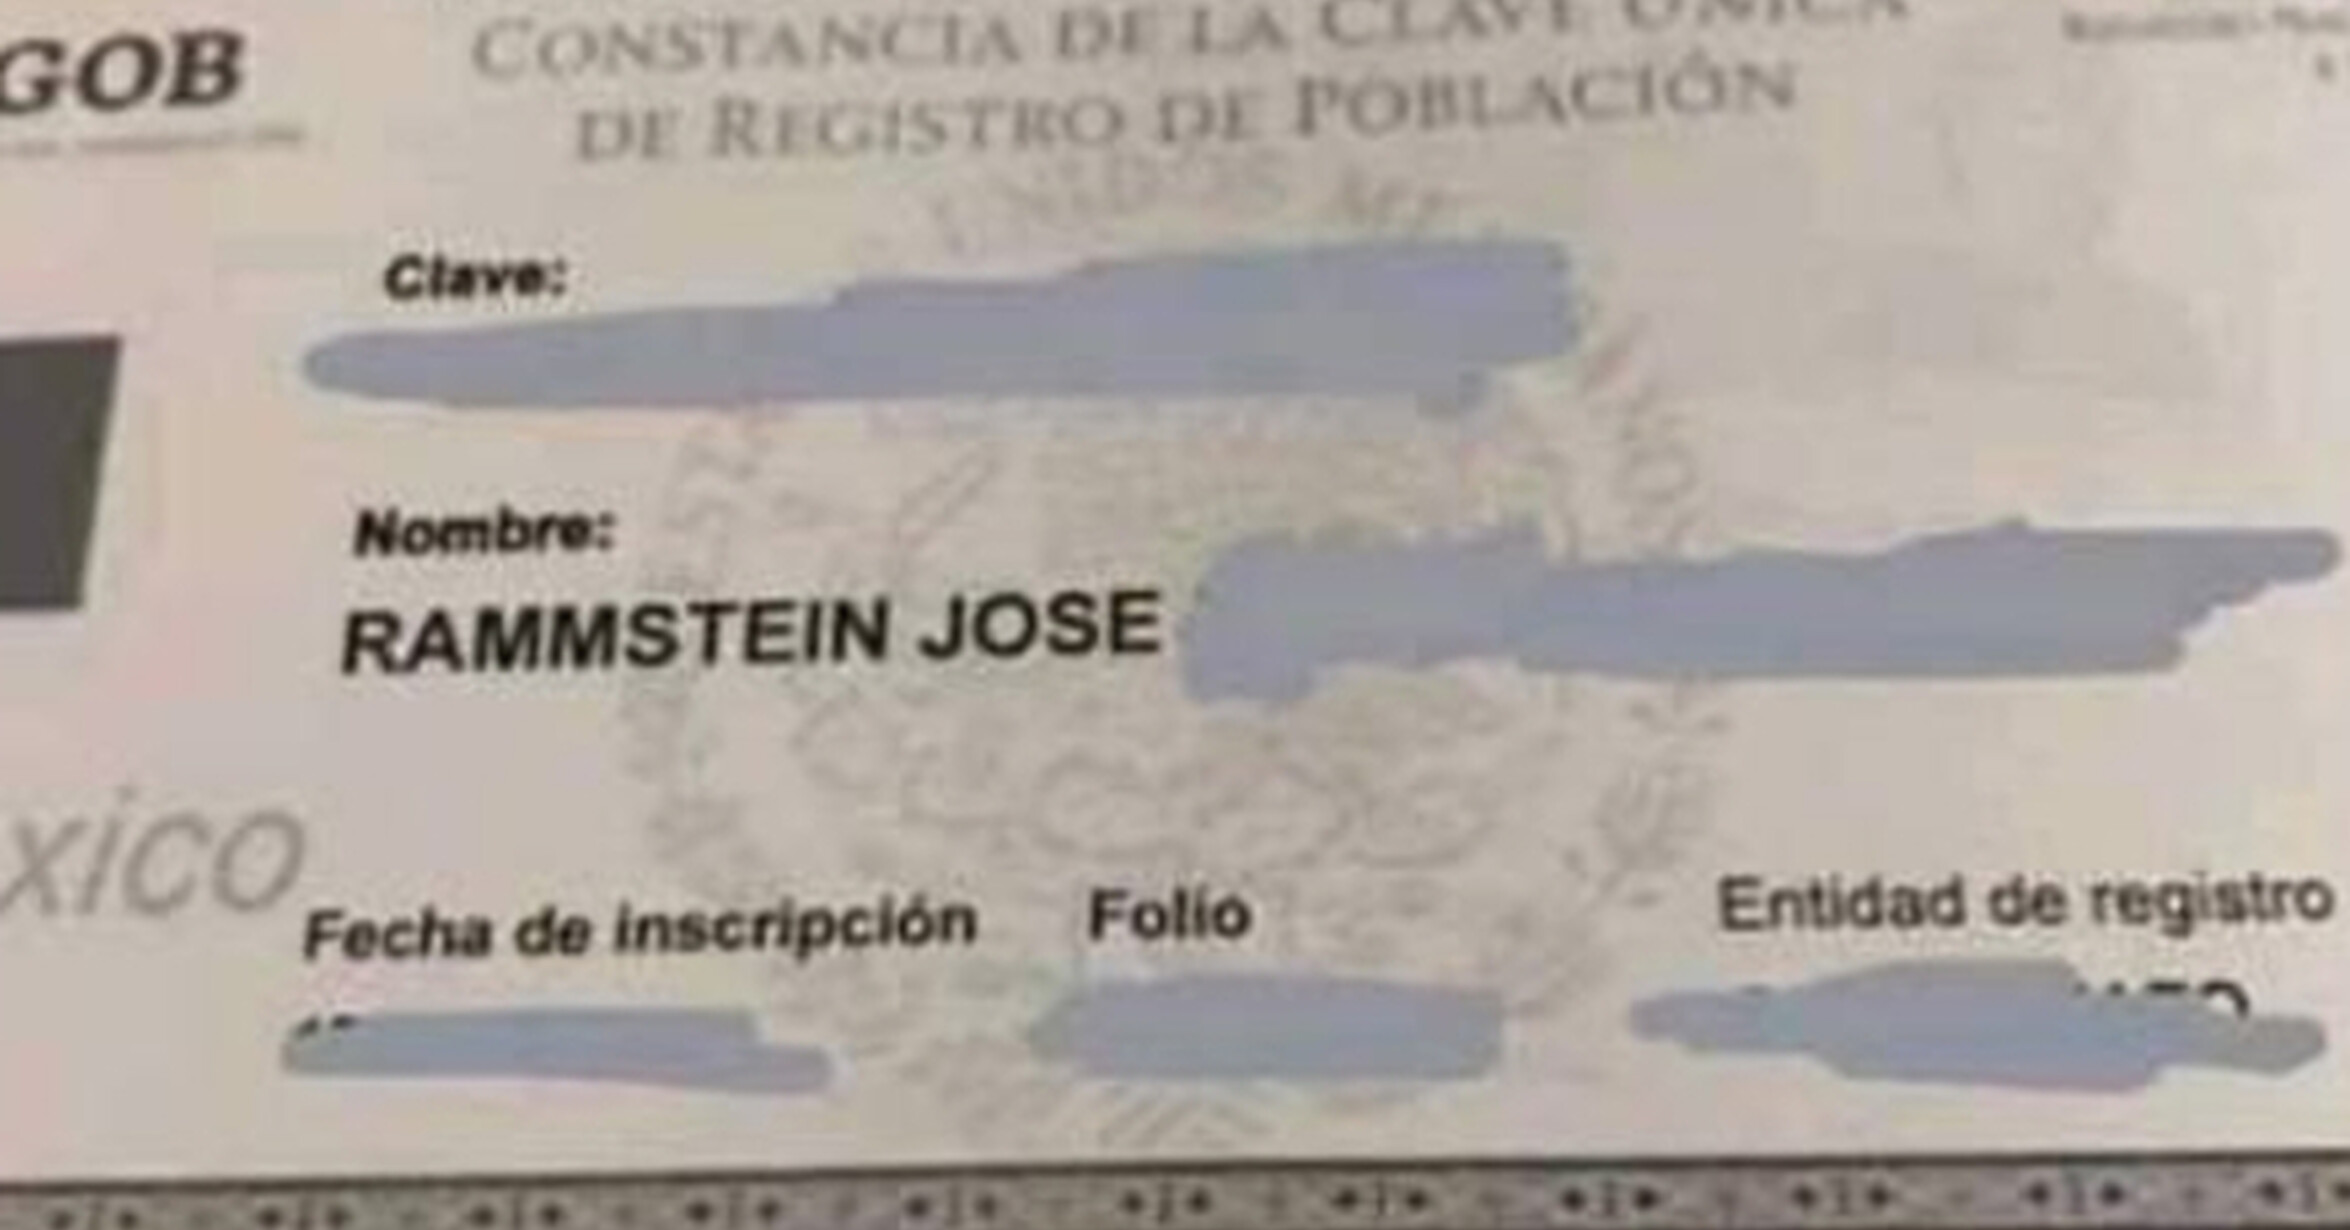 GOB
CONSTANCIA DE LA CLAVE ÚNICA
DE REGISTRO DE POBLACIÓN
Clave:
Nombre:
RAMMSTEIN JOSE
xico
Fecha de inscripción Folio Entidad de registro